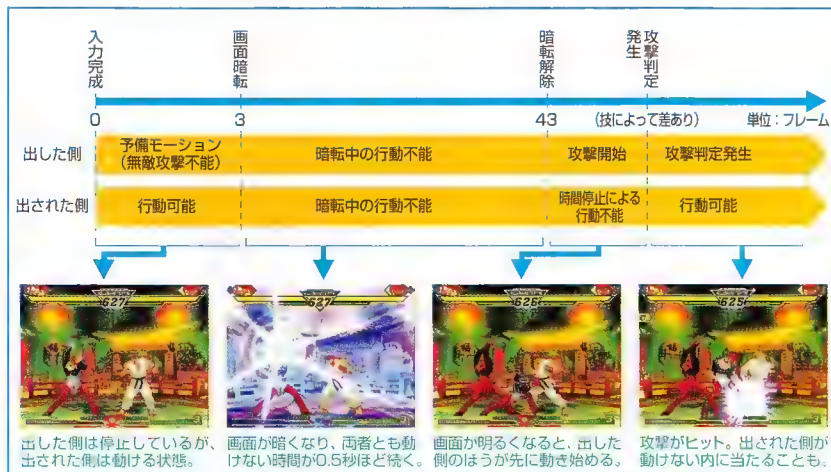 入力完成
画面暗転
暗転解除
発生
攻撃判定
0
3
43
(技によって差あり)
単位:フレーム
出した側
予備モーション
(無敵攻撃不能)
暗転中の行動不能
攻撃開始
攻撃判定発生
出された側
行動可能
暗転中の行動不能
時間停止による
行動不能
行動可能
627
627
626
625
出した側は停止しているが、
出された側は動ける状態。
画面が暗くなり、両者とも動
けない時間が0.5秒ほど続く。
画面が明るくなると、出した
側のほうが先に動き始める。
攻撃がヒット。出された側が
動けない内に当たることも。